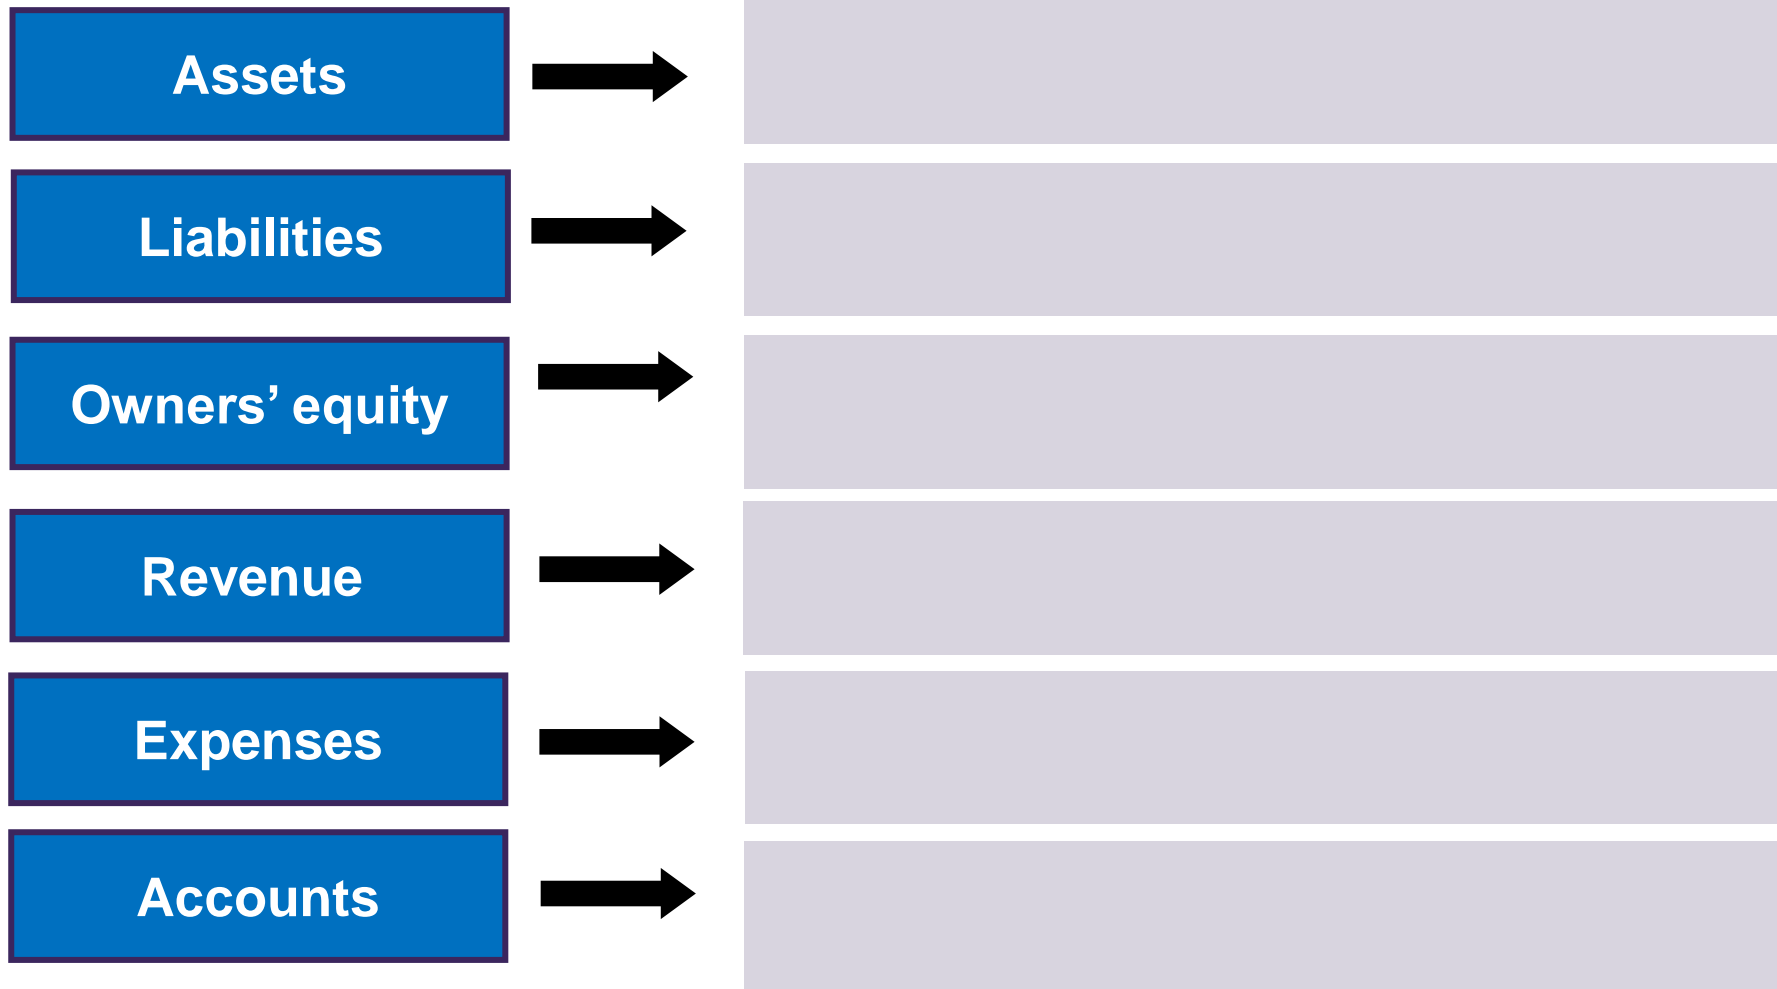 Assets
Liabilities
Owners’ equity
Revenue
Expenses
Accounts